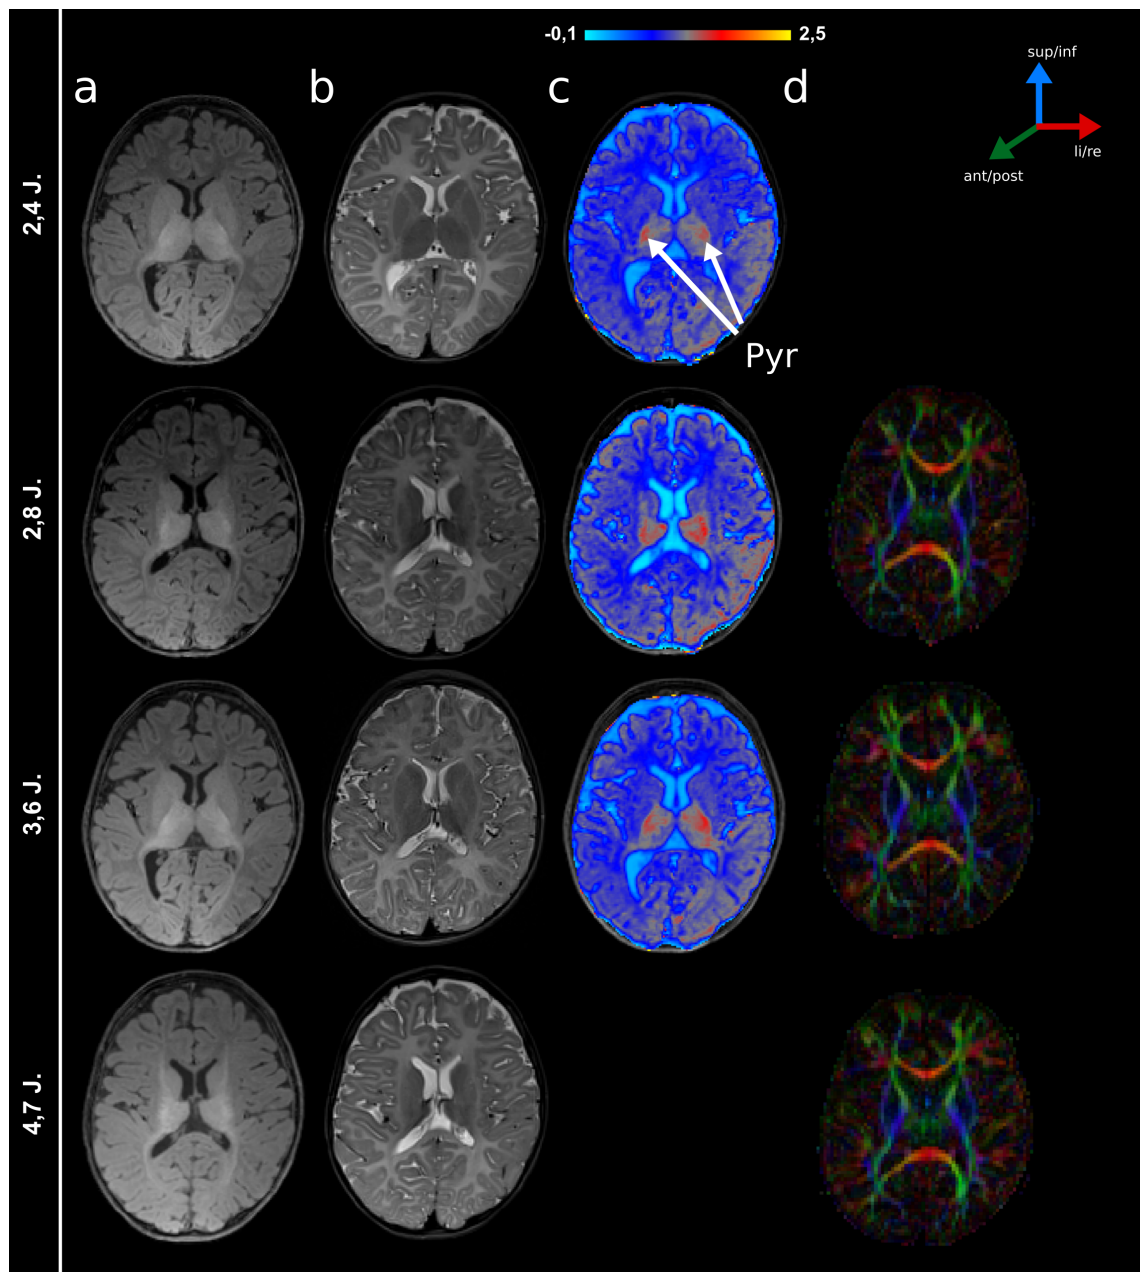 -0,1 2,5
sup/inf
li/re
ant/post
a b c d
2,4 J.
Pyr
2,8 J.
3,6 J.
4,7 J.